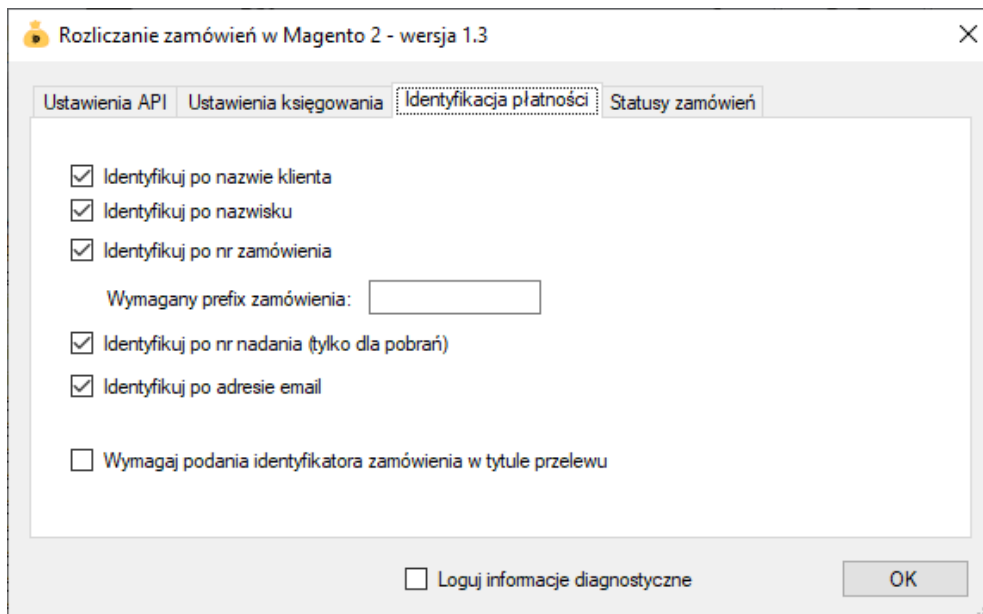 Rozliczanie zamówień w Magento 2 - wersja 1.3
Ustawienia API Ustawienia księgowania Identyfikacja płatności Statusy zamówień
Identyfikuj po nazwie klienta
Identyfikuj po nazwisku
Identyfikuj po nr zamówienia
Wymagany prefix zamówienia:
Identyfikuj po nr nadania (tylko dla pobrań)
Identyfikuj po adresie email
Wymagaj podania identyfikatora zamówienia w tytule przelewu
Loguj informacje diagnostyczne OK